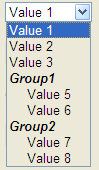 Value 1
Value 1
Value 2
Value 3
Group1
Value 5
Value 6
Group2
Value 7
Value 8